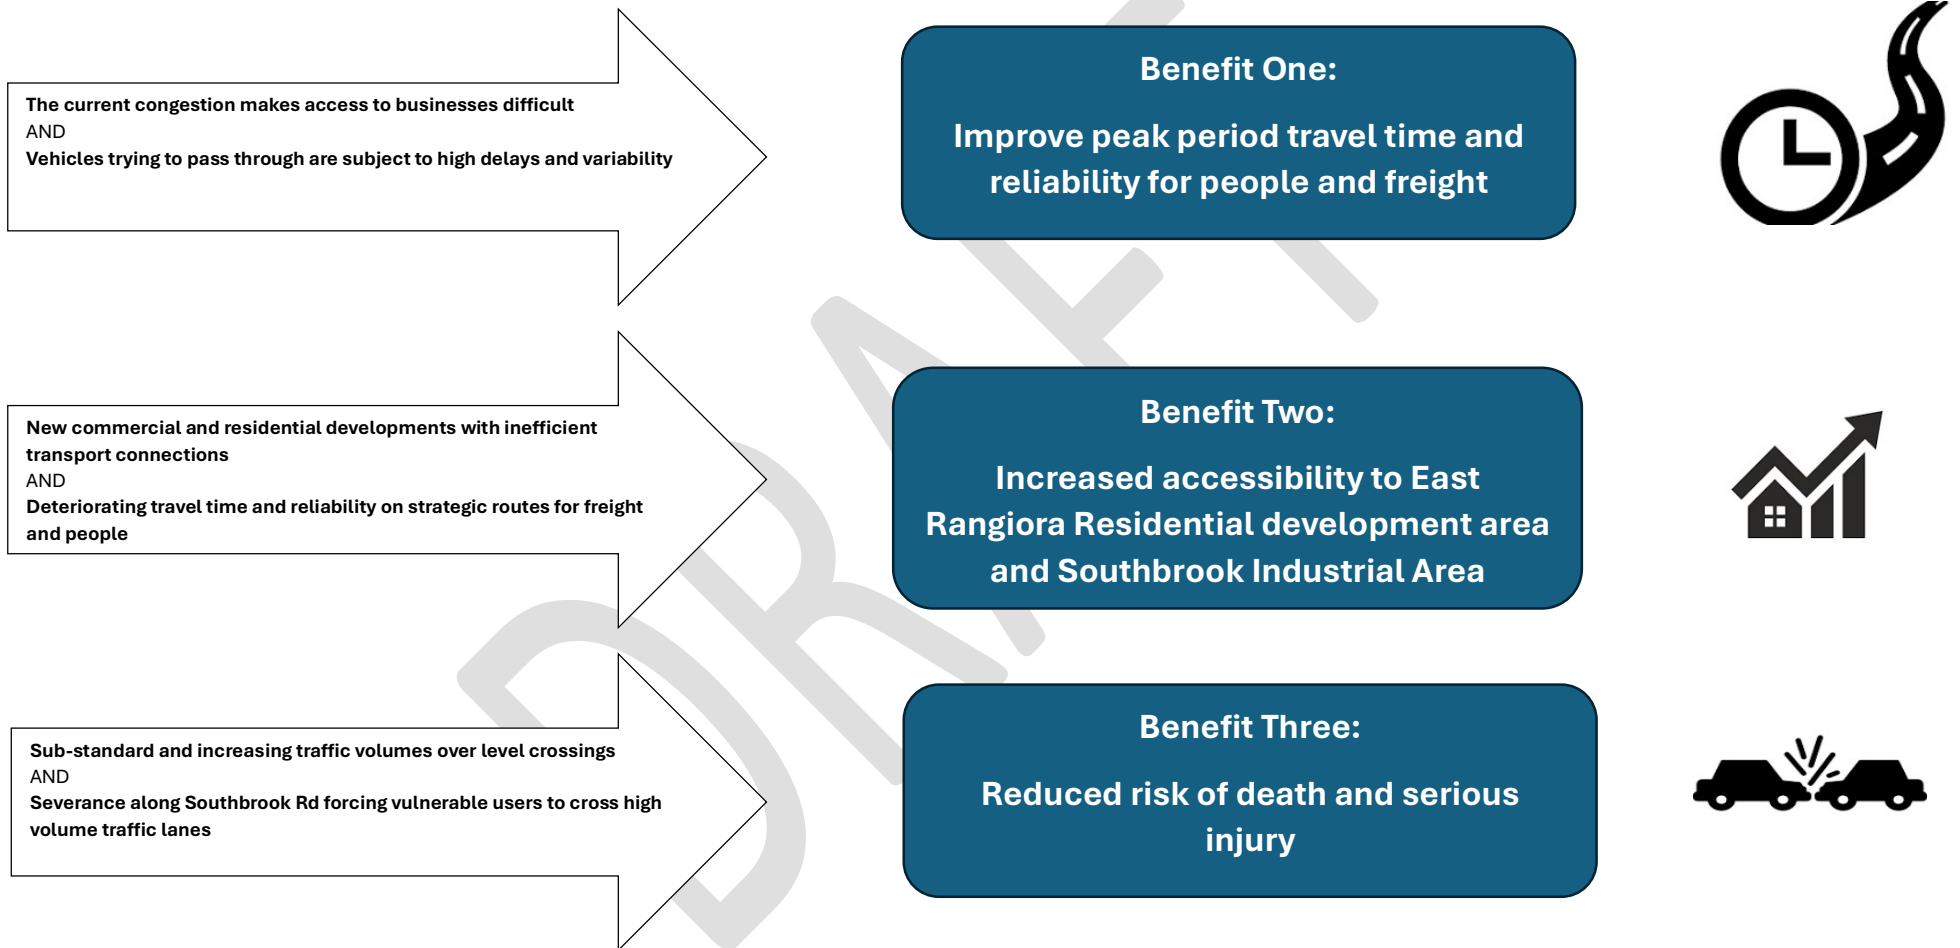 The current congestion makes access to businesses difficult
AND
Vehicles trying to pass through are subject to high delays and variability
Benefit One:
Improve peak period travel time and
reliability for people and freight
New commercial and residential developments with inefficient
transport connections
AND
Deteriorating travel time and reliability on strategic routes for freight
and people
Benefit Two:
Increased accessibility to East
Rangiora Residential development area
and Southbrook Industrial Area
Sub-standard and increasing traffic volumes over level crossings
AND
Severance along Southbrook Rd forcing vulnerable users to cross high
volume traffic lanes
Benefit Three:
Reduced risk of death and serious
injury
DRAFT